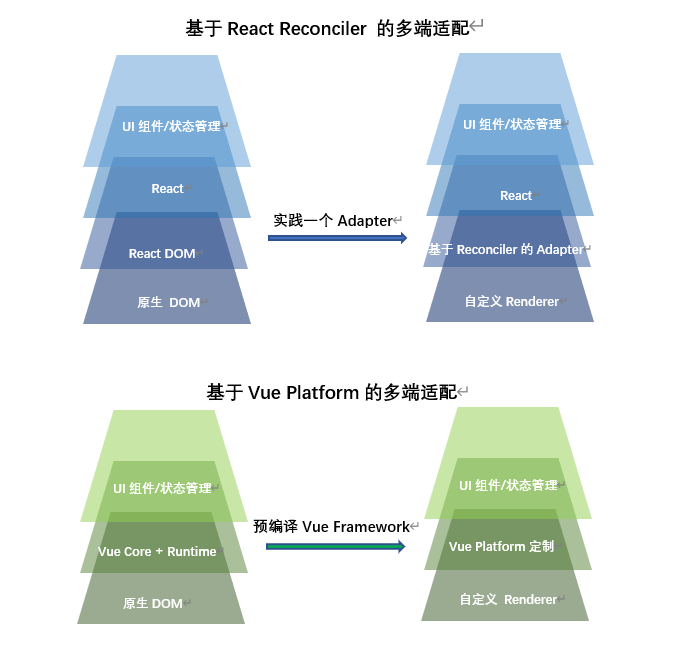 基于 React Reconciler 的多端适配
UI 组件/状态管理
React
React DOM
原生 DOM
实践一个 Adapter
UI 组件/状态管理
React
基于 Reconciler 的 Adapter
自定义 Renderer
基于 Vue Platform 的多端适配
UI 组件/状态管理
Vue Core + Runtime
原生 DOM
预编译 Vue Framework
UI 组件/状态管理
Vue Platform 定制
自定义 Renderer